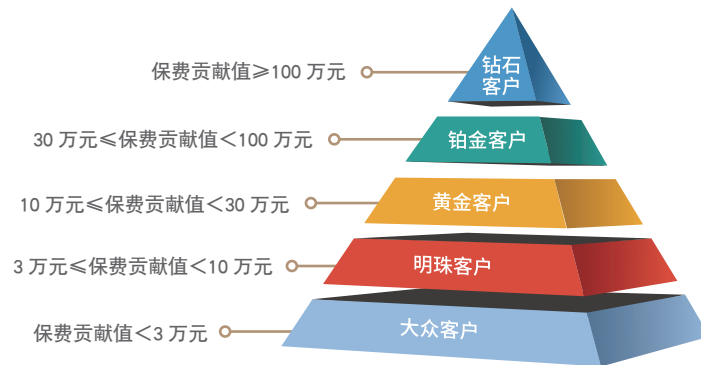 保费贡献值≥100 万元
钻石
客户
30 万元≤保费贡献值<100 万元
铂金客户
10 万元≤保费贡献值<30 万元
黄金客户
3 万元≤保费贡献值<10 万元
明珠客户
保费贡献值<3 万元
大众客户